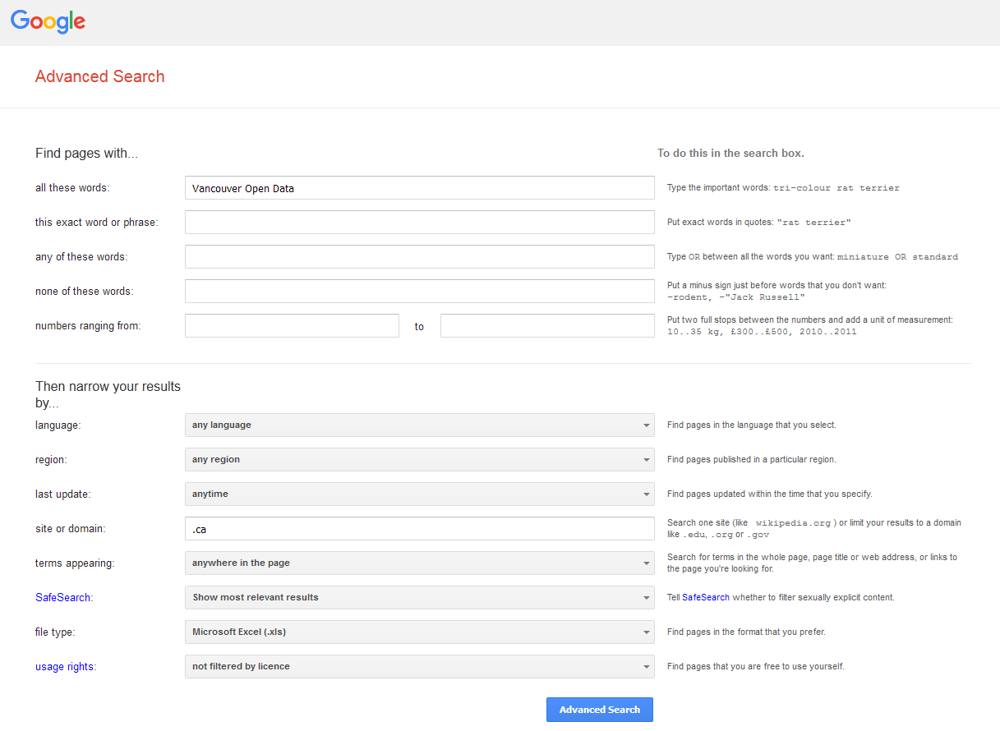 Google
Advanced Search
Find pages with...
To do this in the search box.
all these words:
Vancouver Open Data
Type the important words: tri-colour rat terrier
this exact word or phrase:
Put exact words in quotes: "rat terrier"
any of these words:
Type OR between all the words you want: miniature OR standard
none of these words:
Put a minus sign just before words that you don't want:
-rodent, -"Jack Russell"
numbers ranging from:
to
Put two full stops between the numbers and add a unit of measurement:
10..35 kg, £300..£500, 2010..2011
Then narrow your results
by...
language:
any language
Find pages in the language that you select.
region:
any region
Find pages published in a particular region.
last update:
anytime
Find pages updated within the time that you specify.
site or domain:
.ca
Search one site (like wikipedia.org ) or limit your results to a domain
like .edu, .org or .gov
terms appearing:
anywhere in the page
Search for terms in the whole page, page title or web address, or links to
the page you're looking for.
SafeSearch:
Show most relevant results
Tell SafeSearch whether to filter sexually explicit content.
file type:
Microsoft Excel (.xls)
Find pages in the format that you prefer.
usage rights:
not filtered by licence
Find pages that you are free to use yourself.
Advanced Search